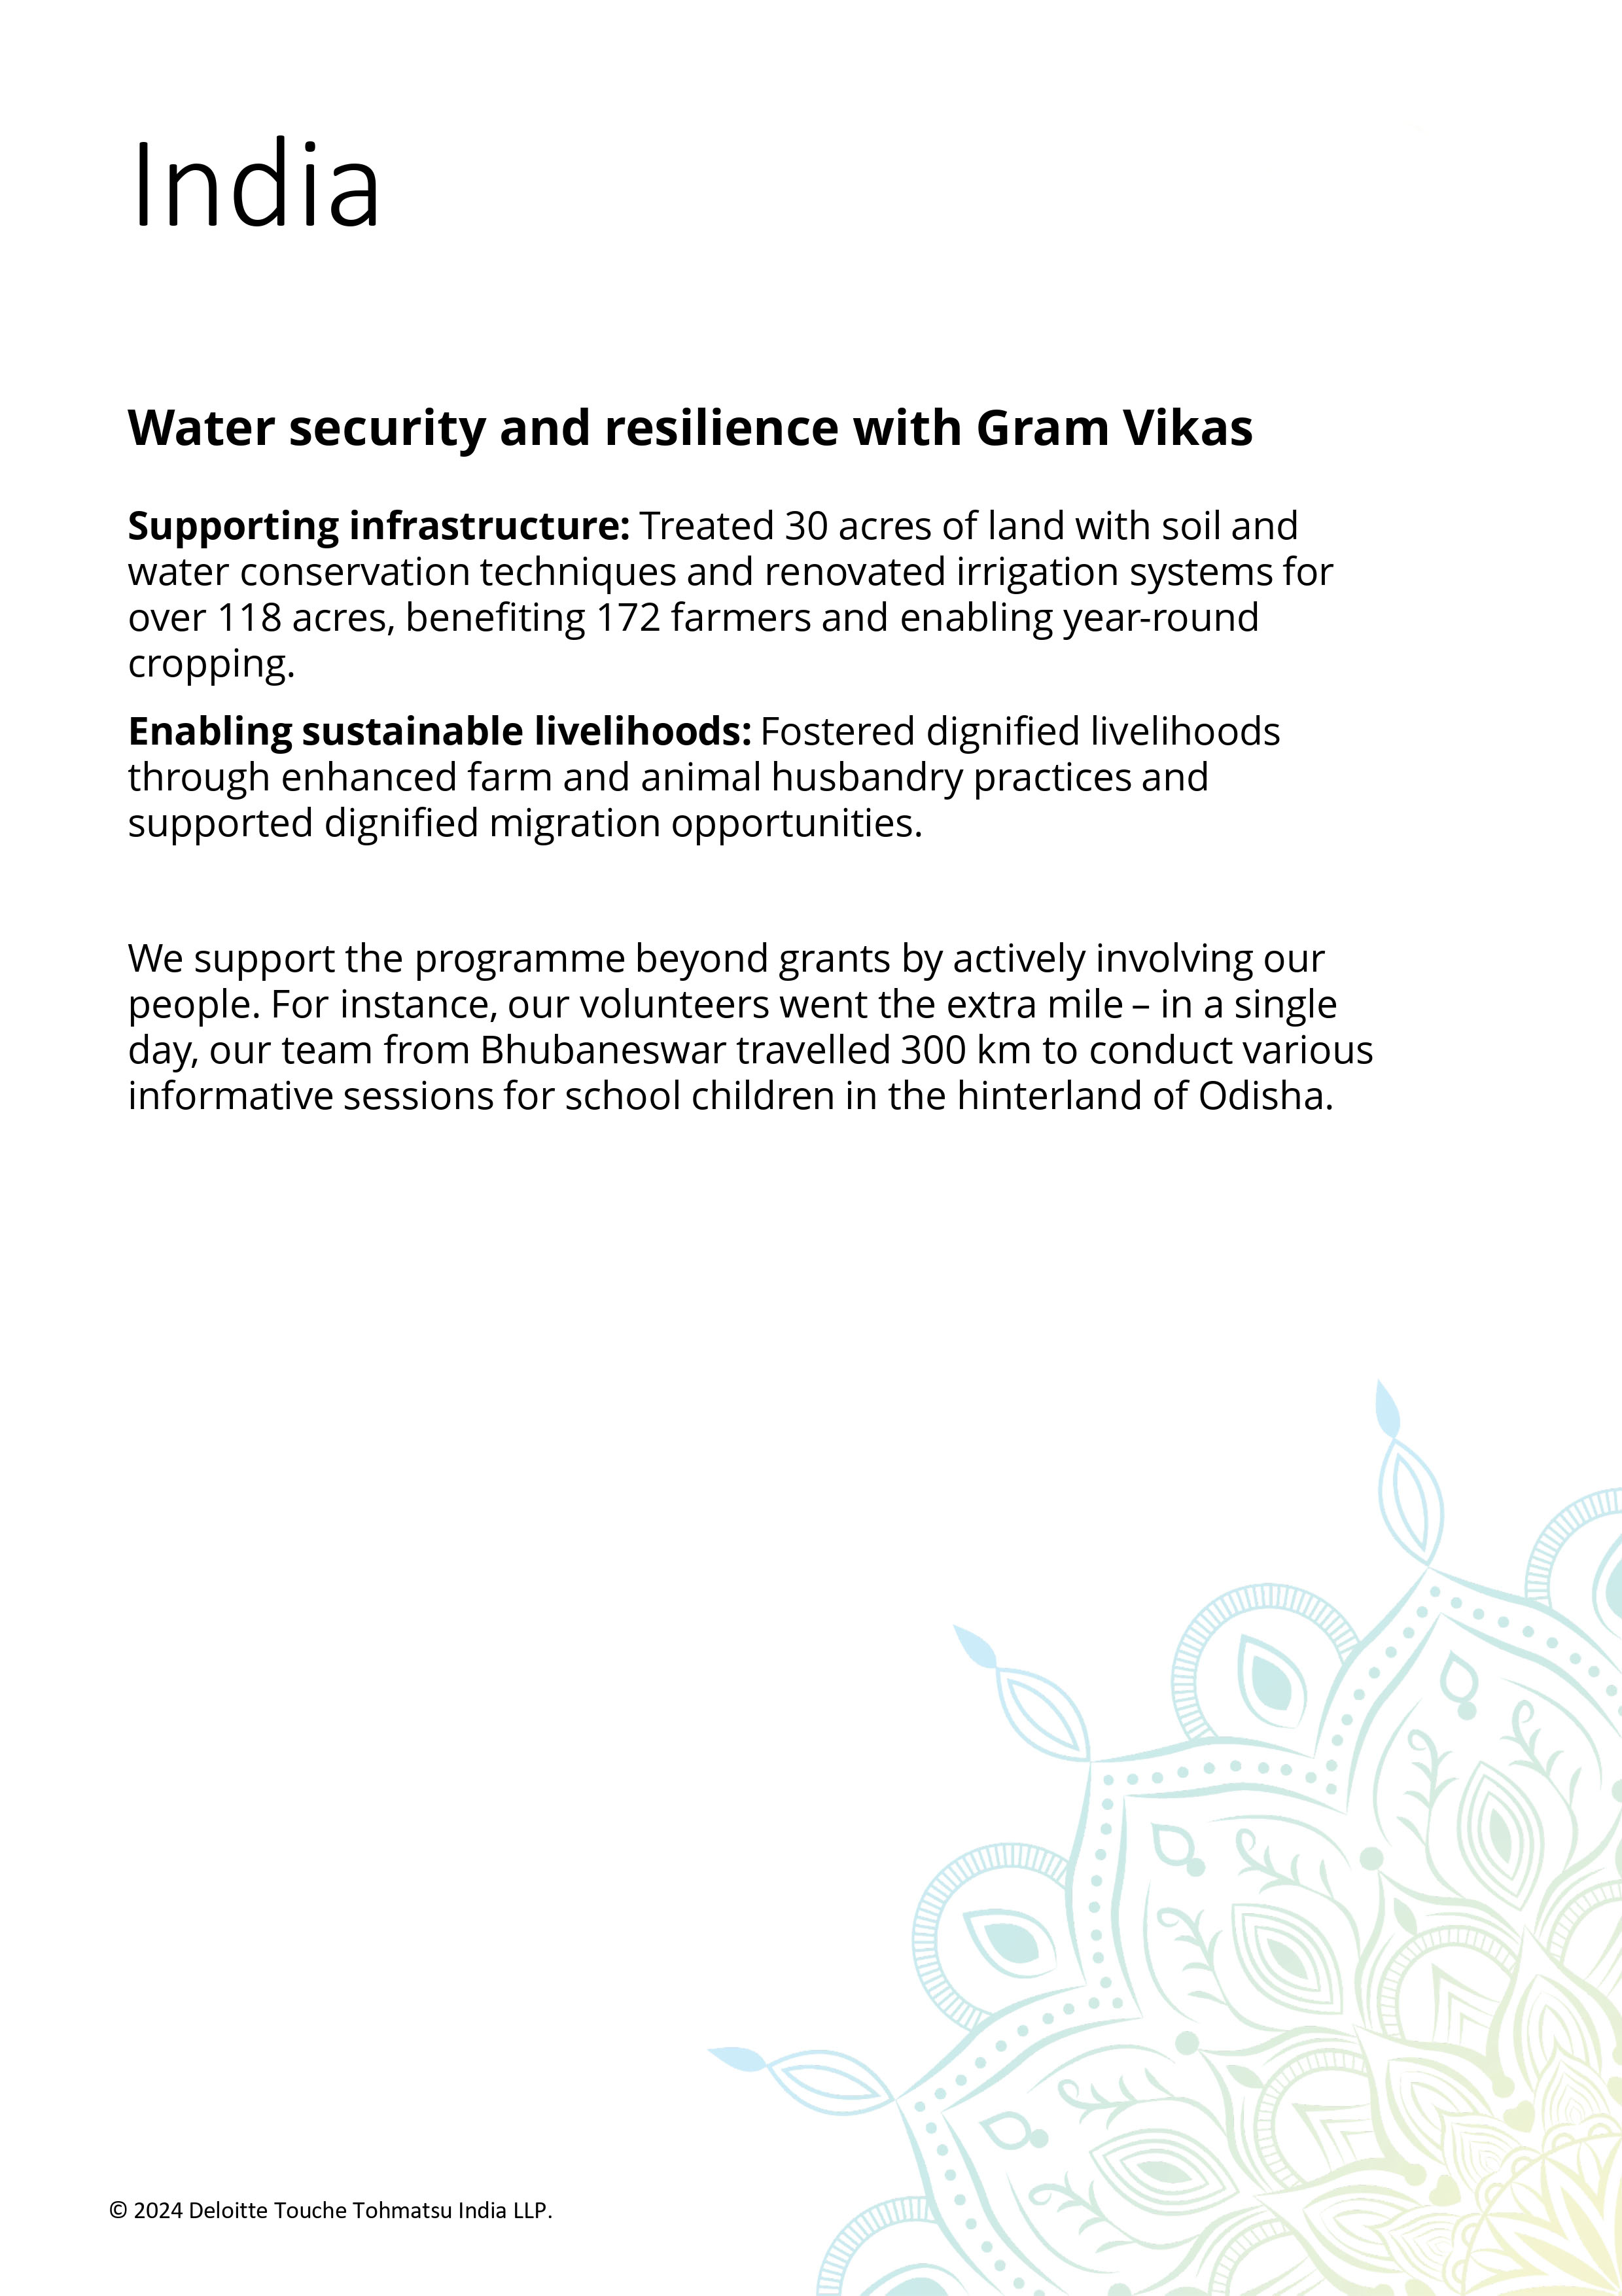 India
Water security and resilience with Gram Vikas
Supporting infrastructure: Treated 30 acres of land with soil and
water conservation techniques and renovated irrigation systems for
over 118 acres, benefiting 172 farmers and enabling year-round
cropping.
Enabling sustainable livelihoods: Fostered dignified livelihoods
through enhanced farm and animal husbandry practices and
supported dignified migration opportunities.
We support the programme beyond grants by actively involving our
people. For instance, our volunteers went the extra mile – in a single
day, our team from Bhubaneswar travelled 300 km to conduct various
informative sessions for school children in the hinterland of Odisha.
© 2024 Deloitte Touche Tohmatsu India LLP.